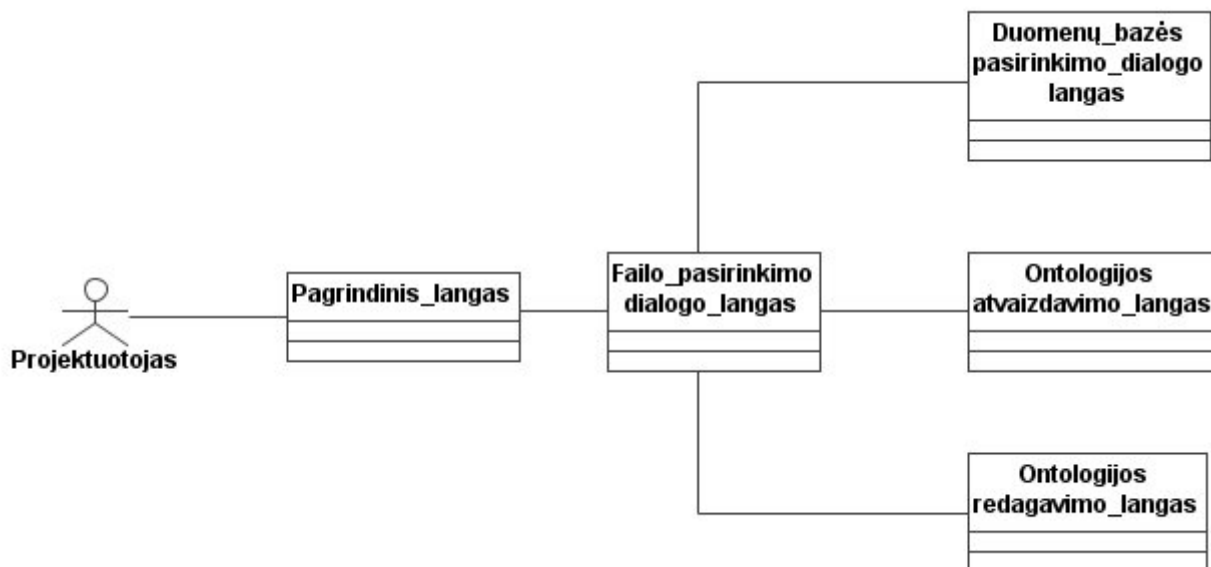 Duomenų_bazės
pasirinkimo_dialogo
langas
Projektuotojas
Pagrindinis_langas
Failo_pasirinkimo
dialogo_langas
Ontologijos
atvaizdavimo_langas
Ontologijos
redagavimo_langas